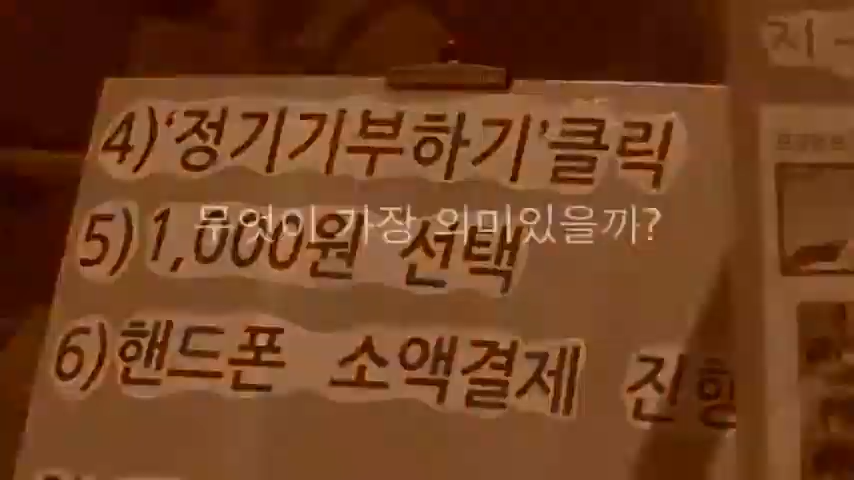 4)‘정기기부하기’클릭
무엇이 가장 의미있을까?
5)1,000원 선택
6)핸드폰 소액결제 진행
지